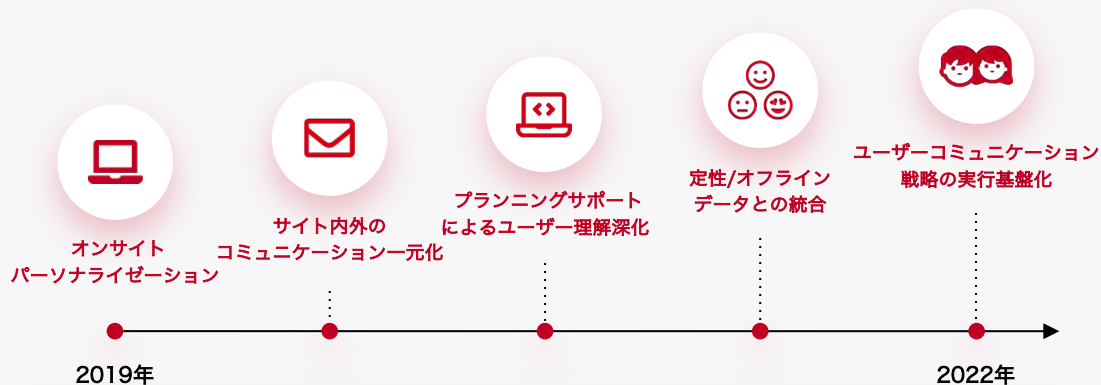 オンサイト
パーソナライゼーション
サイト内外の
コミュニケーション一元化
プランニングサポート
によるユーザー理解深化
定性/オフライン
データとの統合
ユーザーコミュニケーション
戦略の実行基盤化
2019年
2022年